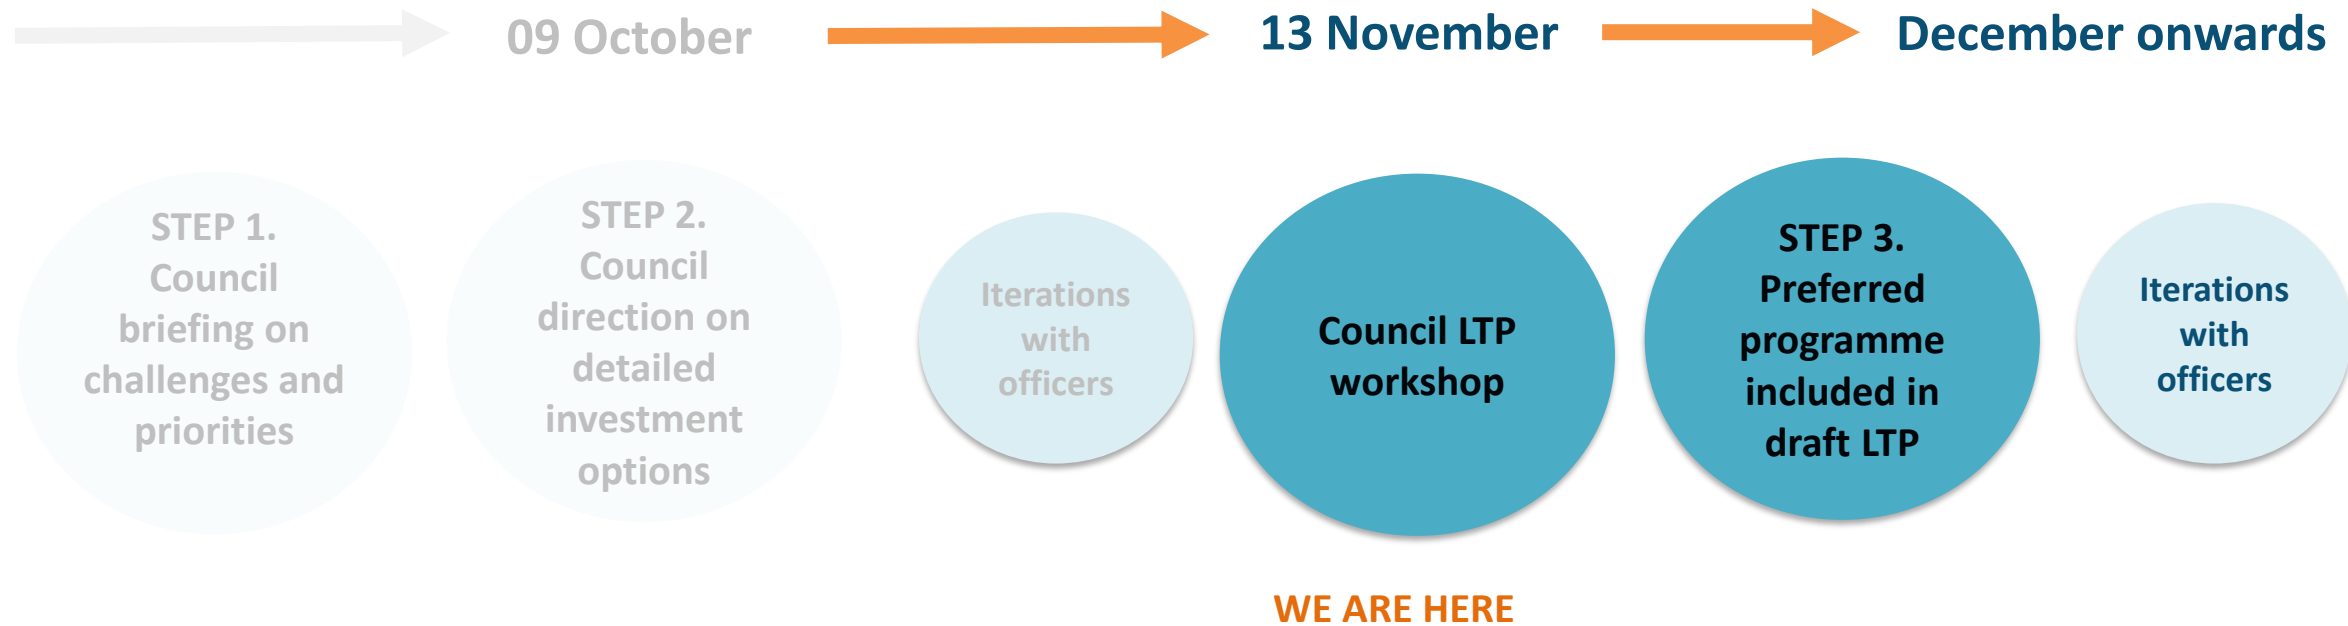 09 October
13 November
December onwards
STEP 1.
Council
briefing on
challenges and
priorities
STEP 2.
Council
direction on
detailed
investment
options
Iterations
with
officers
Council LTP
workshop
STEP 3.
Preferred
programme
included in
draft LTP
Iterations
with
officers
WE ARE HERE